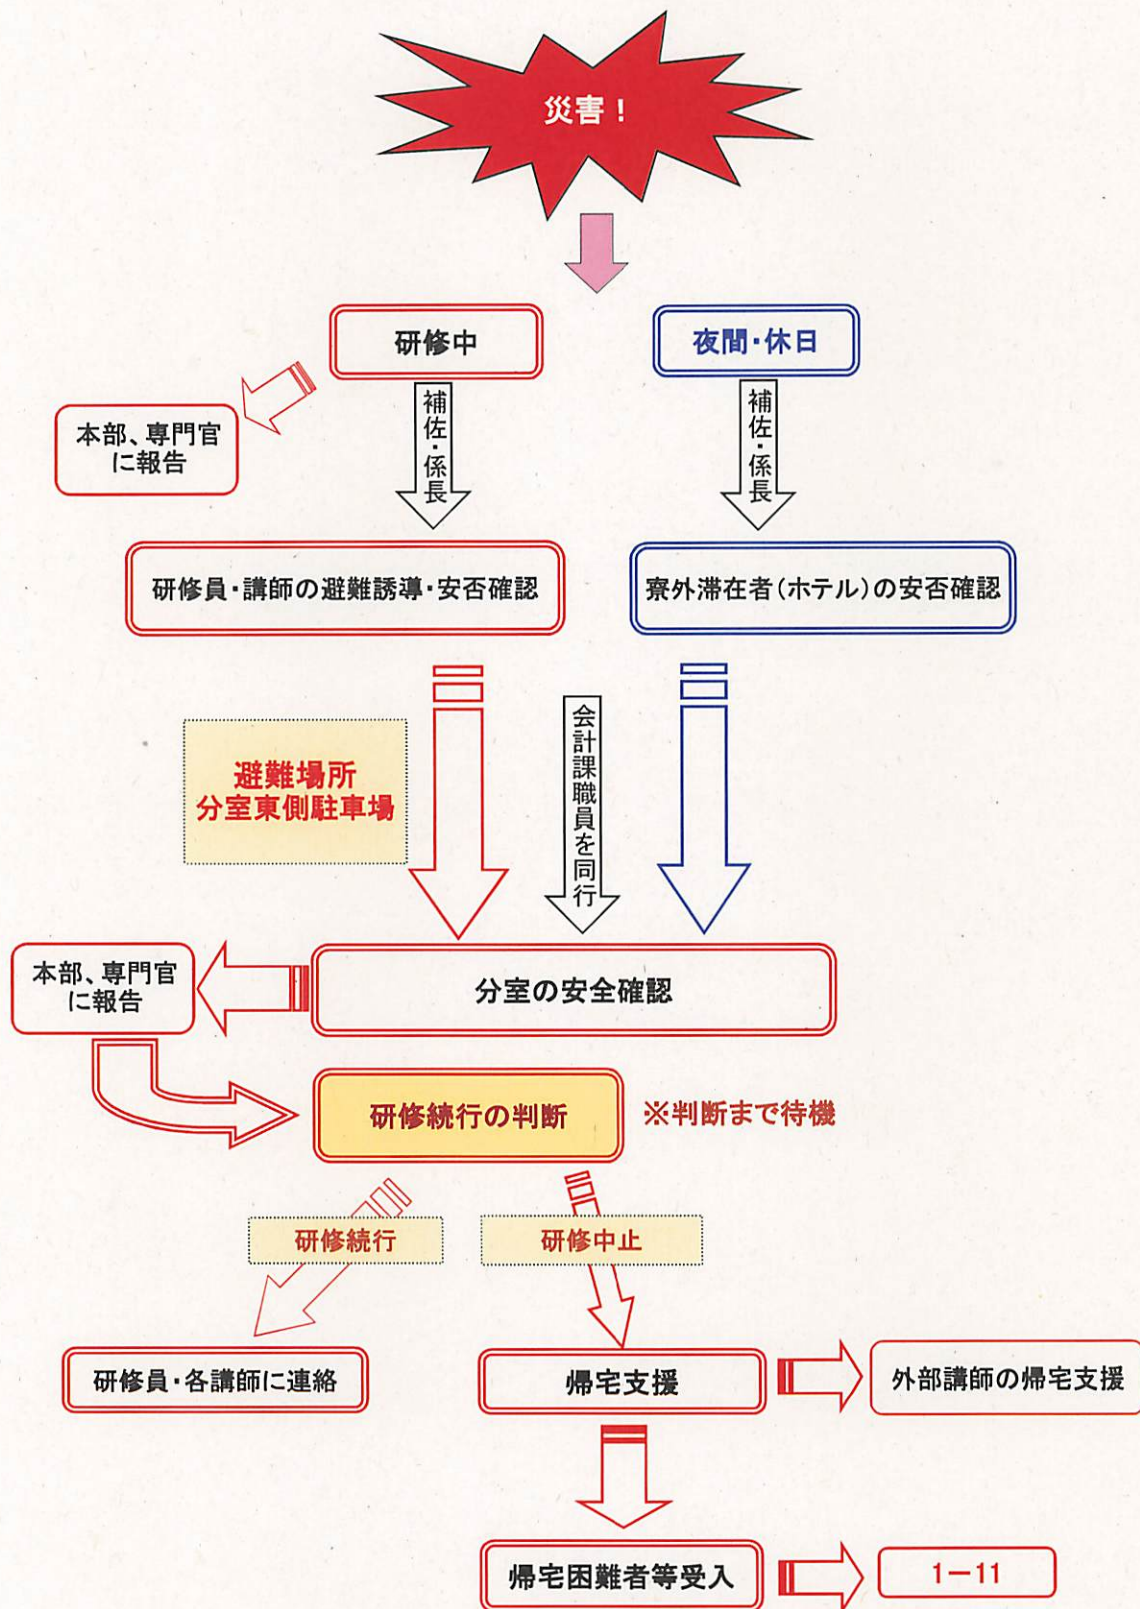 災害！
研修中
夜間・休日
本部、専門官
に報告
補佐・係長
補佐・係長
研修員・講師の避難誘導・安否確認
寮外滞在者（ホテル）の安否確認
避難場所
分室東側駐車場
会計課職員を同行
本部、専門官
に報告
分室の安全確認
研修続行の判断
※判断まで待機
研修続行
研修中止
研修員・各講師に連絡
帰宅支援
外部講師の帰宅支援
帰宅困難者等受入
1－11